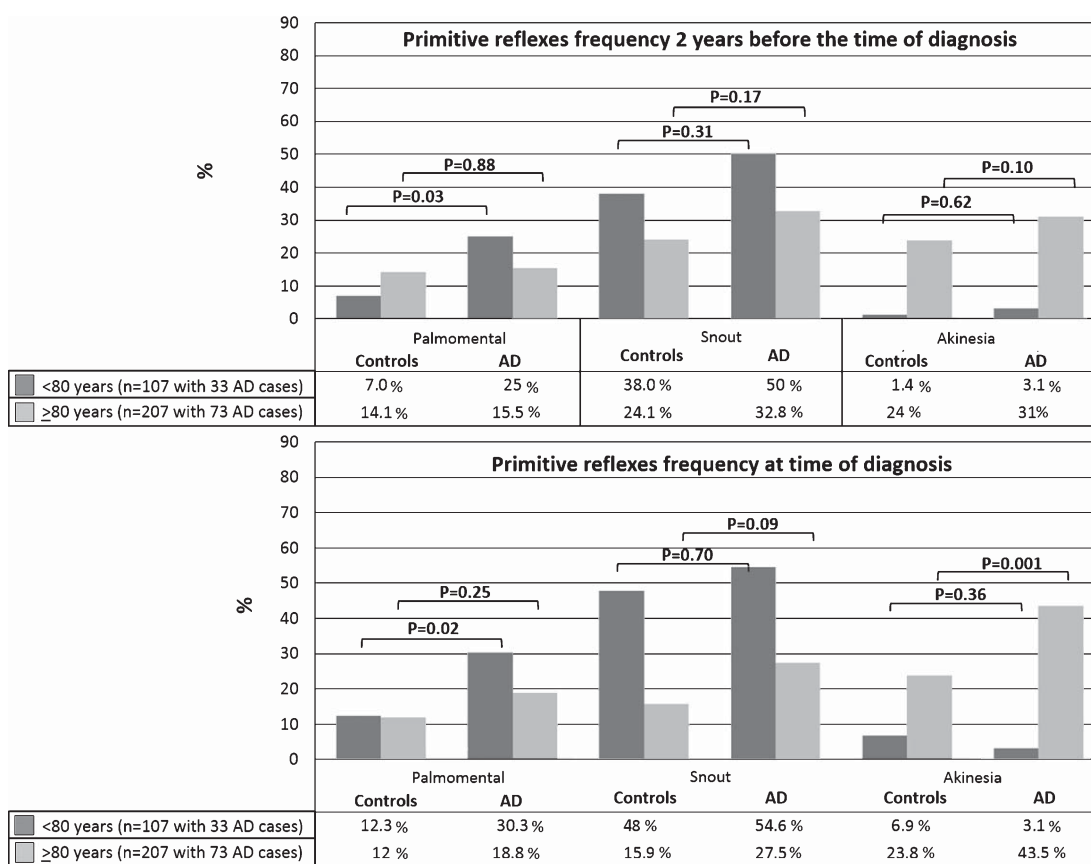 Primitive reflexes frequency 2 years before the time of diagnosis
90
80
70
60
50
40
30
20
10
0
%
P=0.03
P=0.88
P=0.31
P=0.17
P=0.62
P=0.10
Palmomental Snout Akinesia
Controls AD Controls AD Controls AD
<80 years (n=107 with 33 AD cases) 7.0 % 25 % 38.0 % 50 % 1.4 % 3.1 %
≥80 years (n=207 with 73 AD cases) 14.1 % 15.5 % 24.1 % 32.8 % 24 % 31%
Primitive reflexes frequency at time of diagnosis
90
80
70
60
50
40
30
20
10
0
%
P=0.02
P=0.25
P=0.70
P=0.09
P=0.36
P=0.001
Palmomental Snout Akinesia
Controls AD Controls AD Controls AD
<80 years (n=107 with 33 AD cases) 12.3 % 30.3 % 48 % 54.6 % 6.9 % 3.1 %
≥80 years (n=207 with 73 AD cases) 12 % 18.8 % 15.9 % 27.5 % 23.8 % 43.5 %